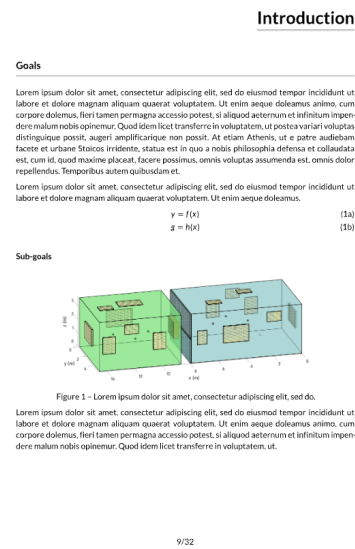 Introduction
Goals
Lorem ipsum dolor sit amet, consectetur adipiscing elit, sed do eiusmod tempor incididunt ut
labore et dolore magnam aliquam quaerat voluptatem. Ut enim aeque doleamus animo, cum
corpore dolemus, fieri tamen permagna accessio potest, si aliquod aeternum et infinitum impen-
dere malum nobis opinemur. Quod idem licet transferre in voluptatem, ut postea variari voluptas
distinguique possit, augeri amplificarique non possit. At etiam Athenis, ut e patre audiebam
facete et urbane Stoicos irridente, statua est in quo a nobis philosophia defensa et collaudata
est, cum id, quod maxime placeat, facere possimus, omnis voluptas assumenda est, omnis dolor
repellendus. Temporibus autem quibusdam et.
Lorem ipsum dolor sit amet, consectetur adipiscing elit, sed do eiusmod tempor incididunt ut
labore et dolore magnam aliquam quaerat voluptatem. Ut enim aeque doleamus.
y = f(x) (1a)
g = h(x) (1b)
Sub-goals
z (m)
y (m)
x (m)
Figure 1 – Lorem ipsum dolor sit amet, consectetur adipiscing elit, sed do.
Lorem ipsum dolor sit amet, consectetur adipiscing elit, sed do eiusmod tempor incididunt ut
labore et dolore magnam aliquam quaerat voluptatem. Ut enim aeque doleamus animo, cum
corpore dolemus, fieri tamen permagna accessio potest, si aliquod aeternum et infinitum impen-
dere malum nobis opinemur. Quod idem licet transferre in voluptatem, ut.
9/32